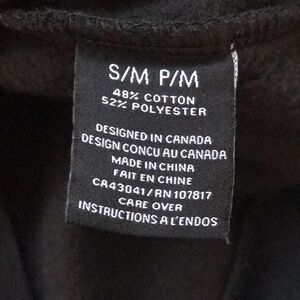 S/M P/M
48% COTTON
52% POLYESTER
DESIGNED IN CANADA
DESIGN CONCU AU CANADA
MADE IN CHINA
FAIT EN CHINE
CA43041/RN107817
CARE OVER
INSTRUCTIONS A L'ENDOS